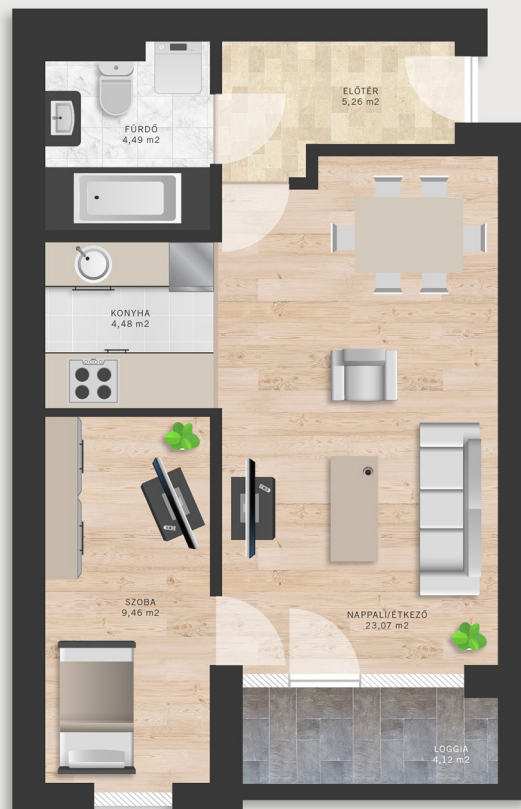 ELŐTÉR
5,26 m2
FÜRDŐ
4,49 m2
KONYHA
4,48 m2
SZOBA
9,46 m2
NAPPALI/ÉTKEZŐ
23,07 m2
LOGGIA
4,12 m2